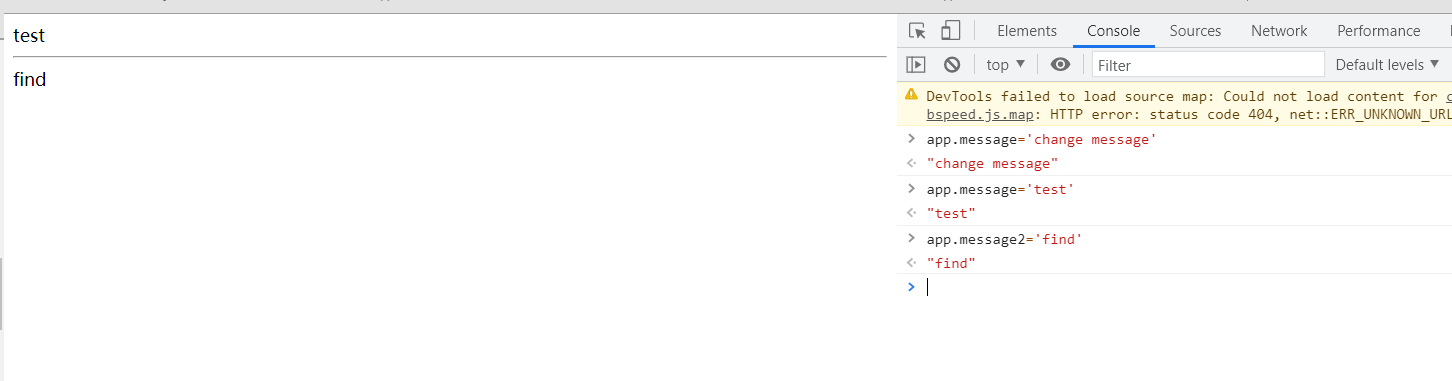 test
find
Elements
Console
Sources
Network
Performance
top
Filter
Default levels
DevTools failed to load source map: Could not load content for
bspeed.js.map: HTTP error: status code 404, net::ERR_UNKNOWN_URL
app.message='change message'
"change message"
app.message='test'
"test"
app.message2='find'
"find"